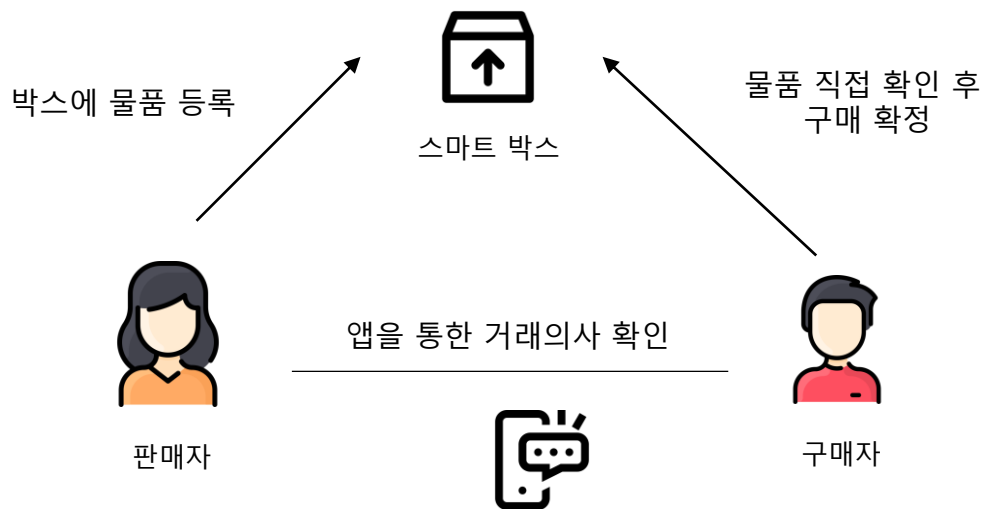 박스에 물품 등록
물품 직접 확인 후
구매 확정
스마트 박스
앱을 통한 거래의사 확인
판매자
구매자